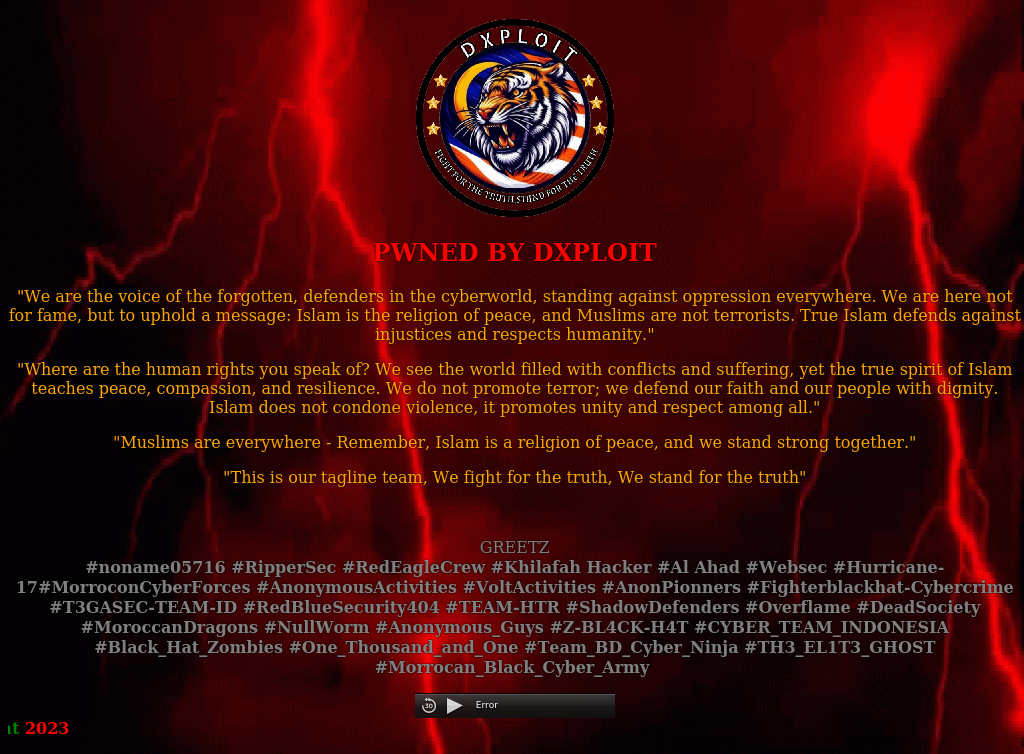 DXPLOIT
FIGHT FOR THE TRUTH, STAND FOR THE TRUTH
PWNED BY DXPLOIT
"We are the voice of the forgotten, defenders in the cyberworld, standing against oppression everywhere. We are here not
for fame, but to uphold a message: Islam is the religion of peace, and Muslims are not terrorists. True Islam defends against
injustices and respects humanity."
"Where are the human rights you speak of? We see the world filled with conflicts and suffering, yet the true spirit of Islam
teaches peace, compassion, and resilience. We do not promote terror; we defend our faith and our people with dignity.
Islam does not condone violence, it promotes unity and respect among all."
"Muslims are everywhere - Remember, Islam is a religion of peace, and we stand strong together."
"This is our tagline team, We fight for the truth, We stand for the truth"
GREETZ
#noname05716 #RipperSec #RedEagleCrew #Khilafah Hacker #Al Ahad #Websec #Hurricane-
17#MorroconCyberForces #AnonymousActivities #VoltActivities #AnonPionners #Fighterblackhat-Cybercrime
#T3GASEC-TEAM-ID #RedBlueSecurity404 #TEAM-HTR #ShadowDefenders #Overflame #DeadSociety
#MoroccanDragons #NullWorm #Anonymous_Guys #Z-BL4CK-H4T #CYBER_TEAM_INDONESIA
#Black_Hat_Zombies #One_Thousand_and_One #Team_BD_Cyber_Ninja #TH3_EL1T3_GHOST
#Morrocan_Black_Cyber_Army
30 Error
2023